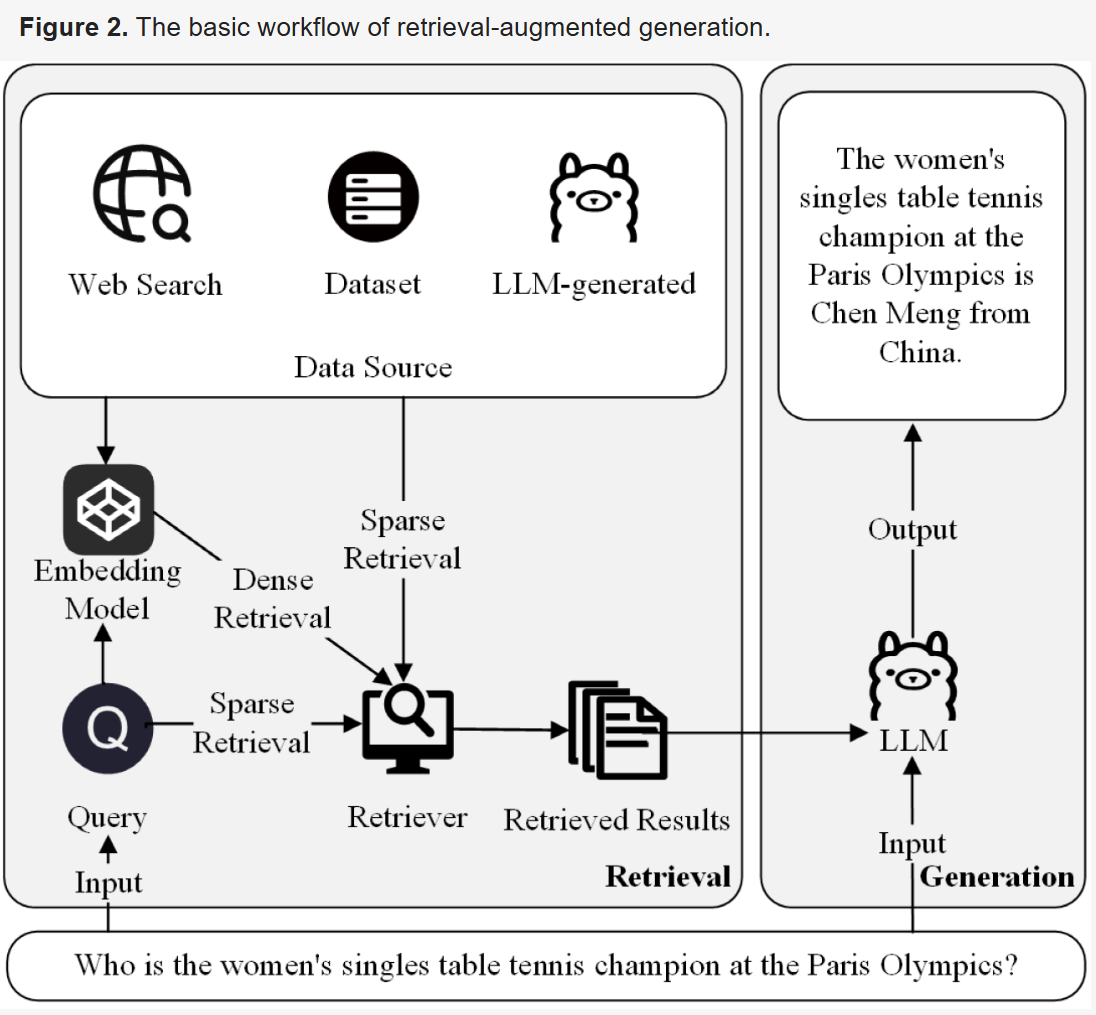 Figure 2. The basic workflow of retrieval-augmented generation.
Web Search
Dataset
LLM-generated
Data Source
The women's
singles table tennis
champion at the
Paris Olympics is
Chen Meng from
China.
Embedding
Model
Dense
Retrieval
Sparse
Retrieval
Output
Q
Query
Sparse
Retrieval
Retriever
Retrieved Results
LLM
Input
Input
Retrieval
Generation
Who is the women's singles table tennis champion at the Paris Olympics?